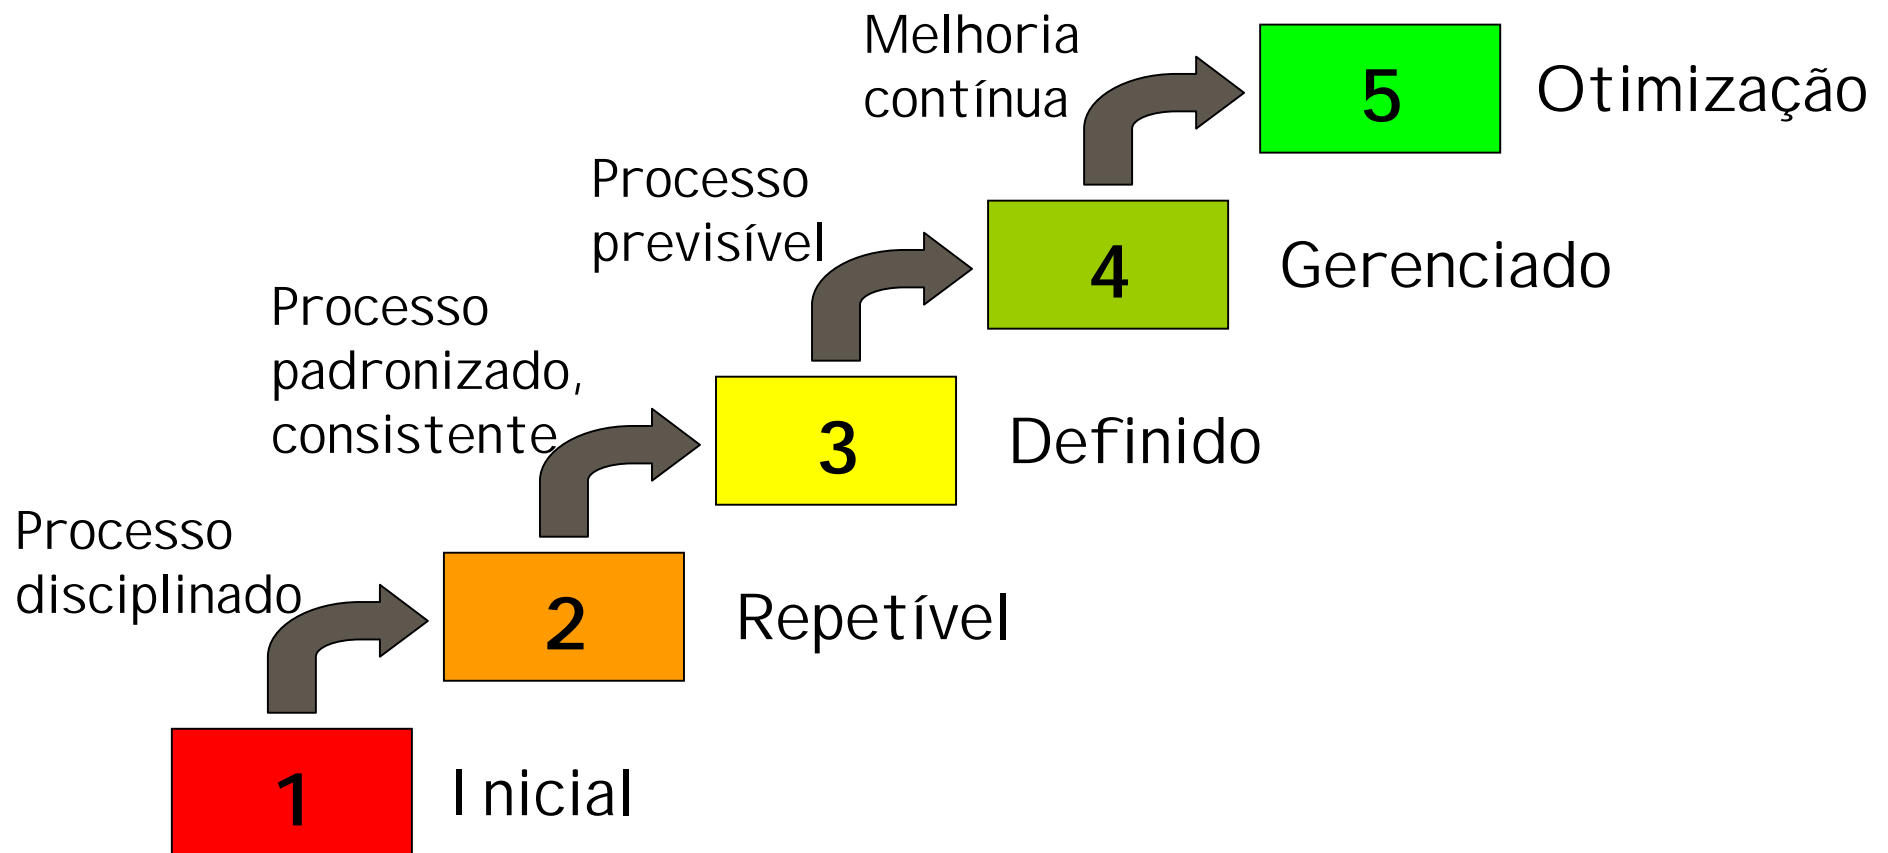 Melhoria
contínua
5 Otimização
Processo
previsível
4 Gerenciado
Processo
padronizado,
consistente
3 Definido
Processo
disciplinado
2 Repetível
1 Inicial